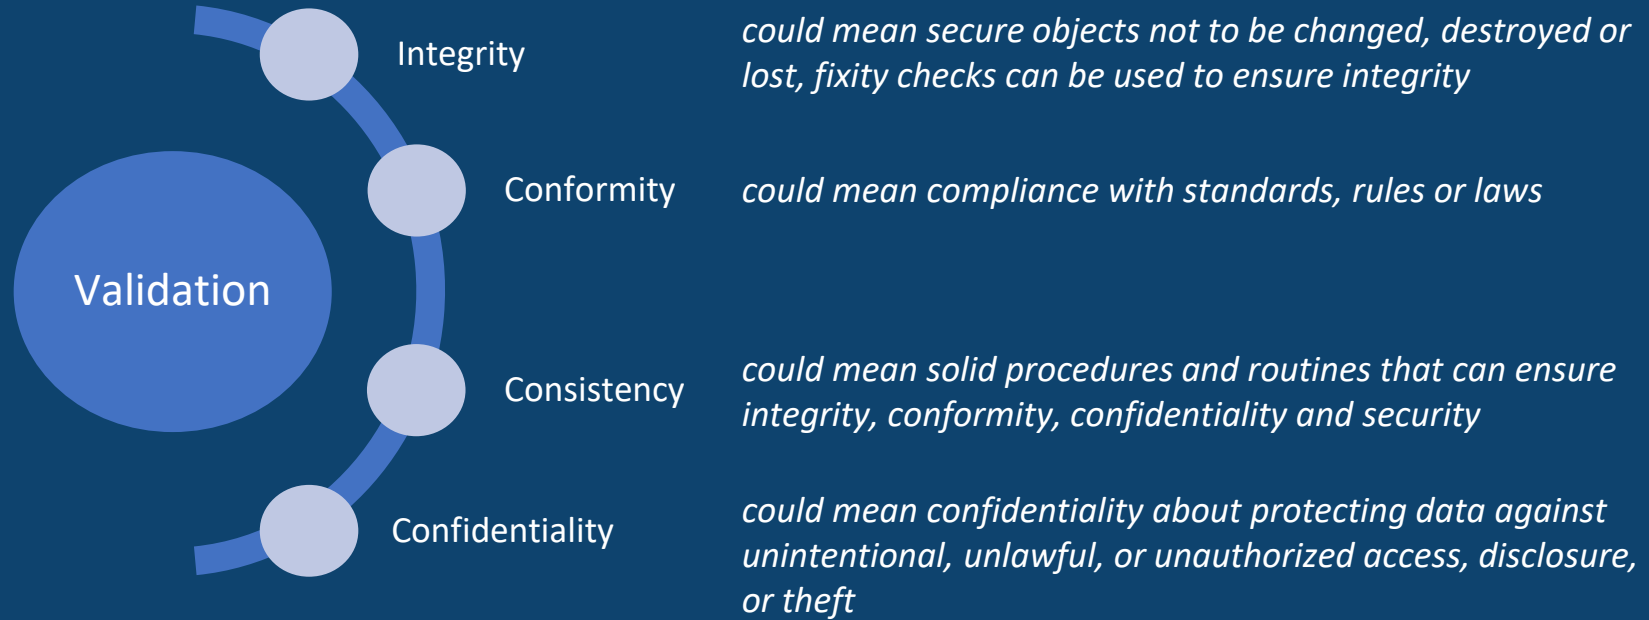 Validation
Integrity
could mean secure objects not to be changed, destroyed or
lost, fixity checks can be used to ensure integrity
Conformity
could mean compliance with standards, rules or laws
Consistency
could mean solid procedures and routines that can ensure
integrity, conformity, confidentiality and security
Confidentiality
could mean confidentiality about protecting data against
unintentional, unlawful, or unauthorized access, disclosure,
or theft